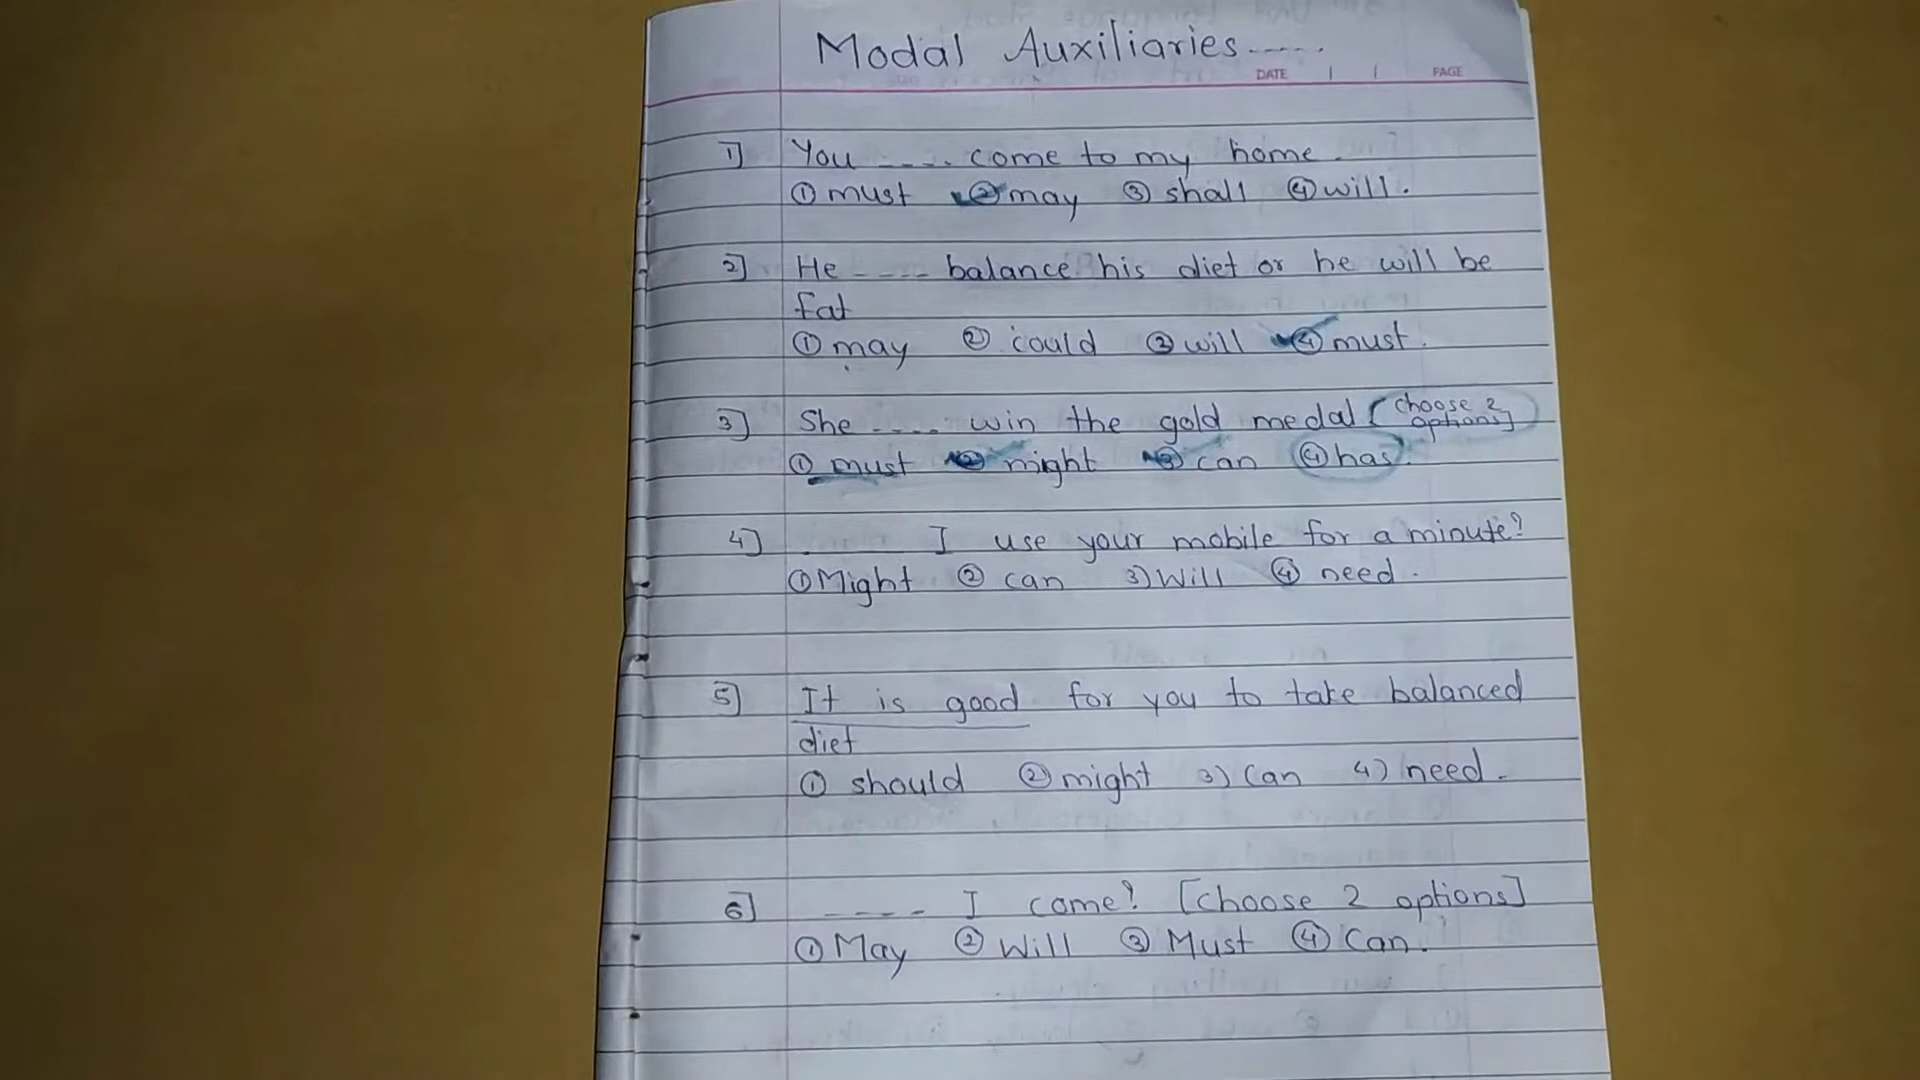 Modal Auxiliaries-----.
DATE | | PAGE
1] You ---- come to my home.
① must ② may ③ shall ④ will.
2] He ---- balance his diet or he will be
fat
① may ② could ③ will ④ must.
3] She ---- win the gold medal [choose 2
options]
① must ② might ③ can ④ has.
4] ----- I use your mobile for a minute?
① Might ② can 3) Will ④ need.
5] It is good for you to take balanced
diet
① should ② might 3) Can 4) need.
6] ---- I come? [choose 2 options]
① May ② Will ③ Must ④ Can.